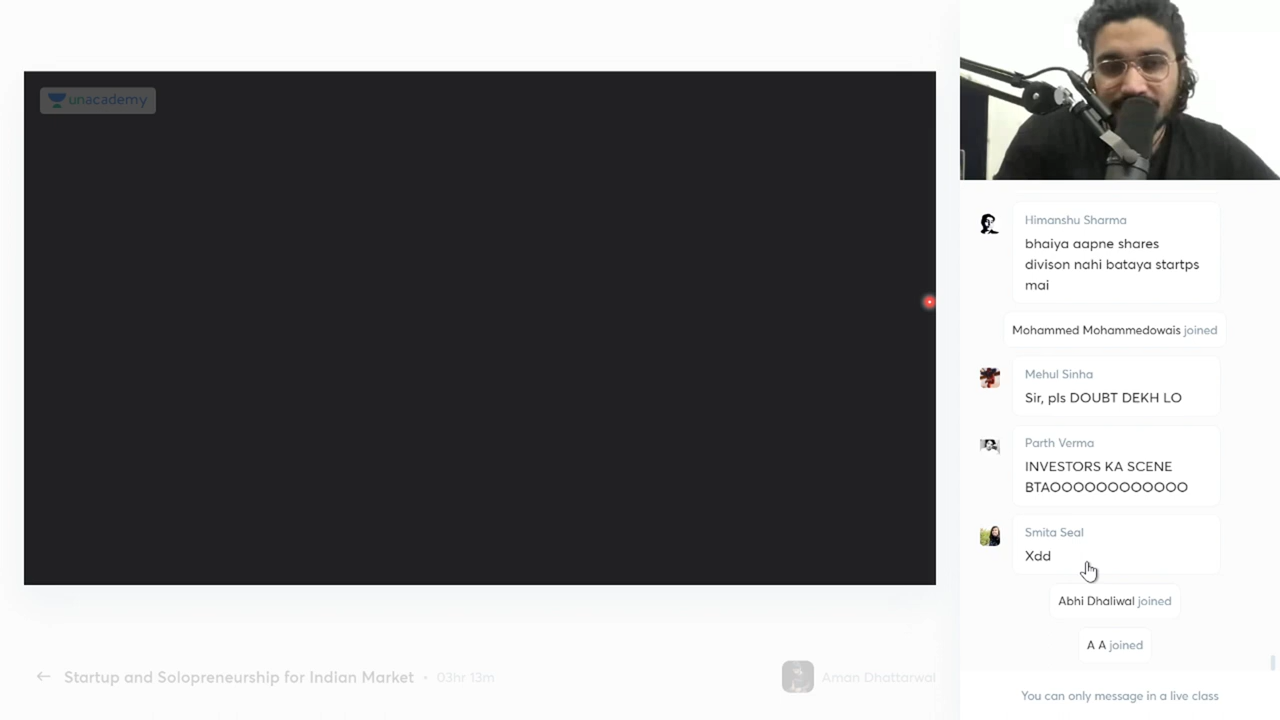 unacademy
Himanshu Sharma
bhaiya aapne shares
divison nahi bataya startps
mai
Mohammed Mohammedowais joined
Mehul Sinha
Sir, pls DOUBT DEKH LO
Parth Verma
INVESTORS KA SCENE
BTAOOOOOOOOOOOO
Smita Seal
Xdd
Abhi Dhaliwal joined
A A joined
Startup and Solopreneurship for Indian Market • 03hr 13m
Aman Dhattarwal
You can only message in a live class